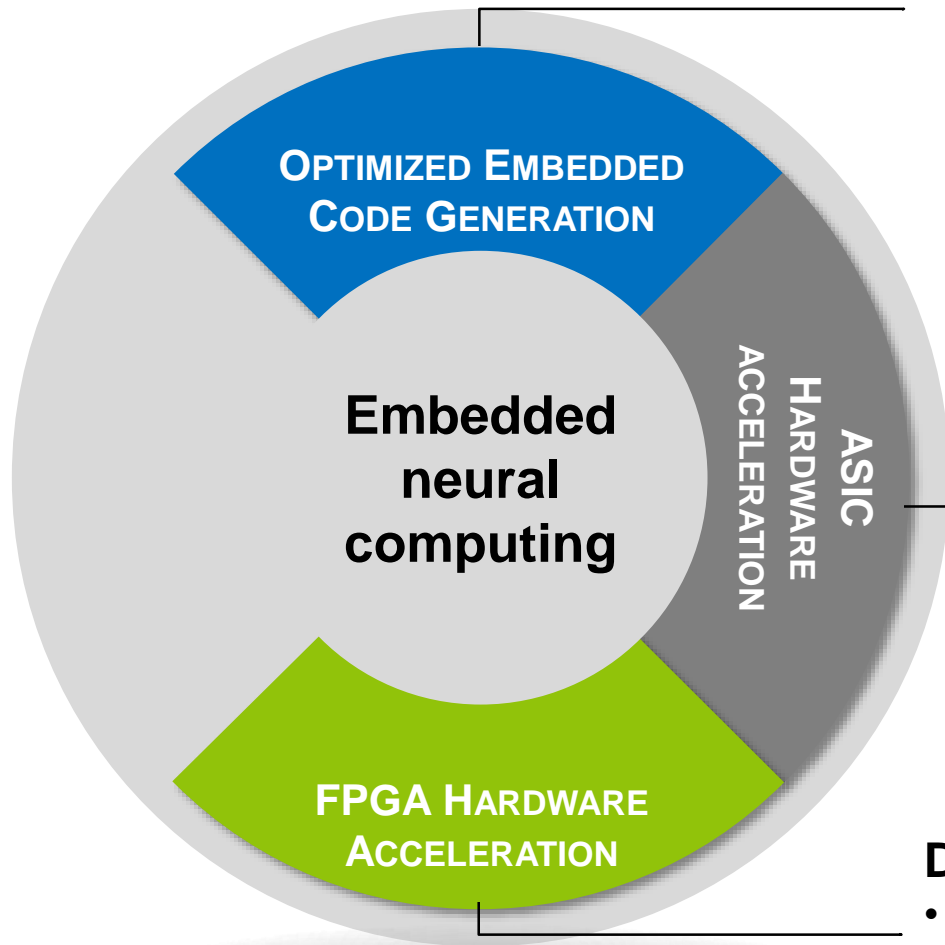 OPTIMIZED EMBEDDED
CODE GENERATION
ASIC
HARDWARE
ACCELERATION
Embedded
neural
computing
FPGA HARDWARE
ACCELERATION
D
•